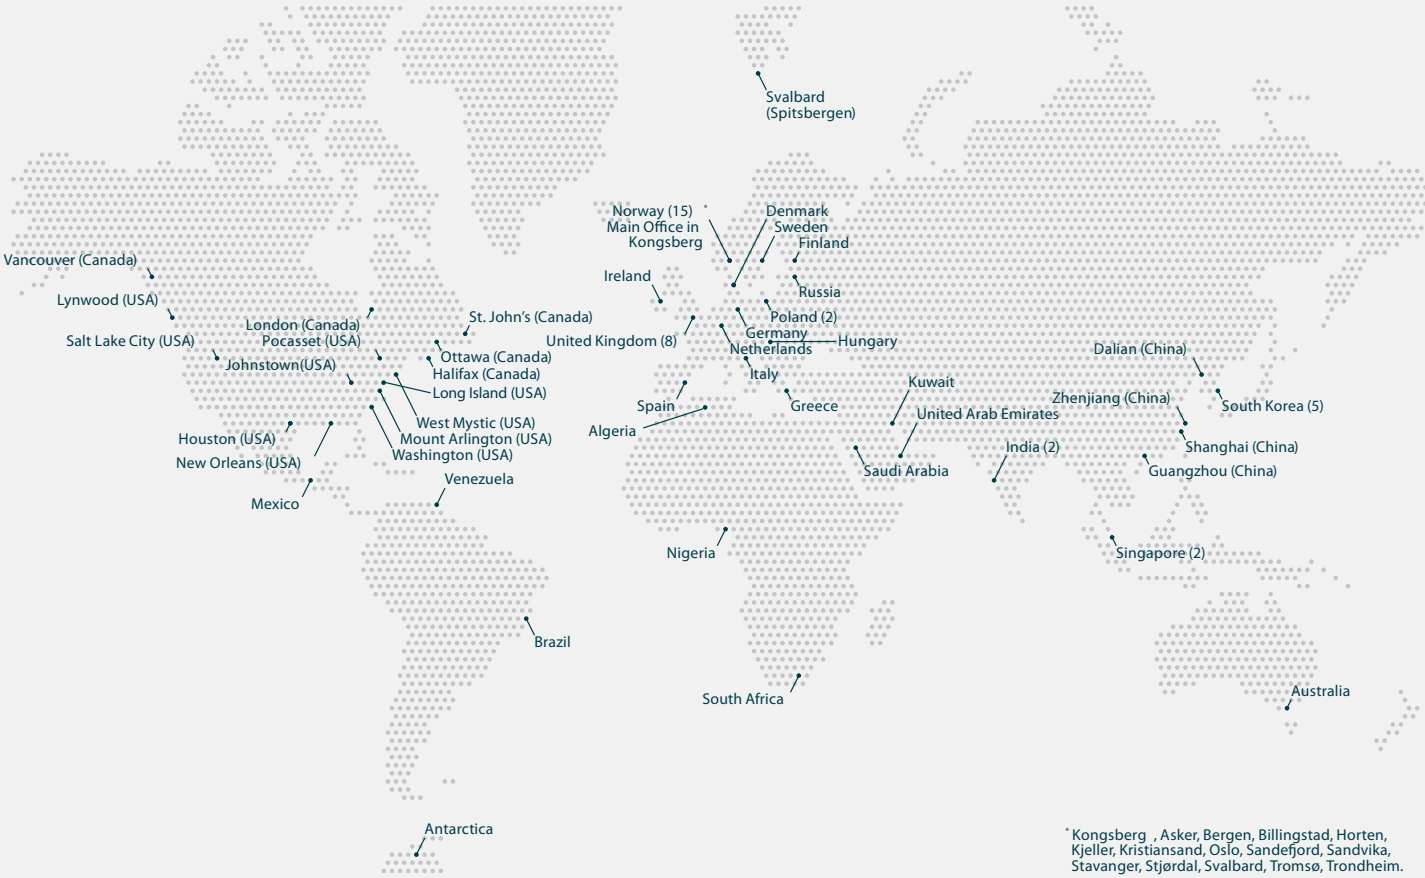 Svalbard
(Spitsbergen)
Norway (15) *
Main Office in
Kongsberg
Denmark
Sweden
Finland
Vancouver (Canada)
Ireland
Russia
Lynwood (USA)
St. John's (Canada)
Poland (2)
London (Canada)
Germany
Salt Lake City (USA)
Pocasset (USA)
United Kingdom (8)
Hungary
Netherlands
Dalian (China)
Ottawa (Canada)
Johnstown(USA)
Halifax (Canada)
Italy
Kuwait
Long Island (USA)
Zhenjiang (China)
Spain
Greece
South Korea (5)
United Arab Emirates
West Mystic (USA)
Algeria
Houston (USA)
Mount Arlington (USA)
India (2)
Shanghai (China)
Washington (USA)
New Orleans (USA)
Saudi Arabia
Guangzhou (China)
Venezuela
Mexico
Nigeria
Singapore (2)
Brazil
South Africa
Australia
Antarctica
* Kongsberg , Asker, Bergen, Billingstad, Horten,
Kjeller, Kristiansand, Oslo, Sandefjord, Sandvika,
Stavanger, Stjørdal, Svalbard, Tromsø, Trondheim.